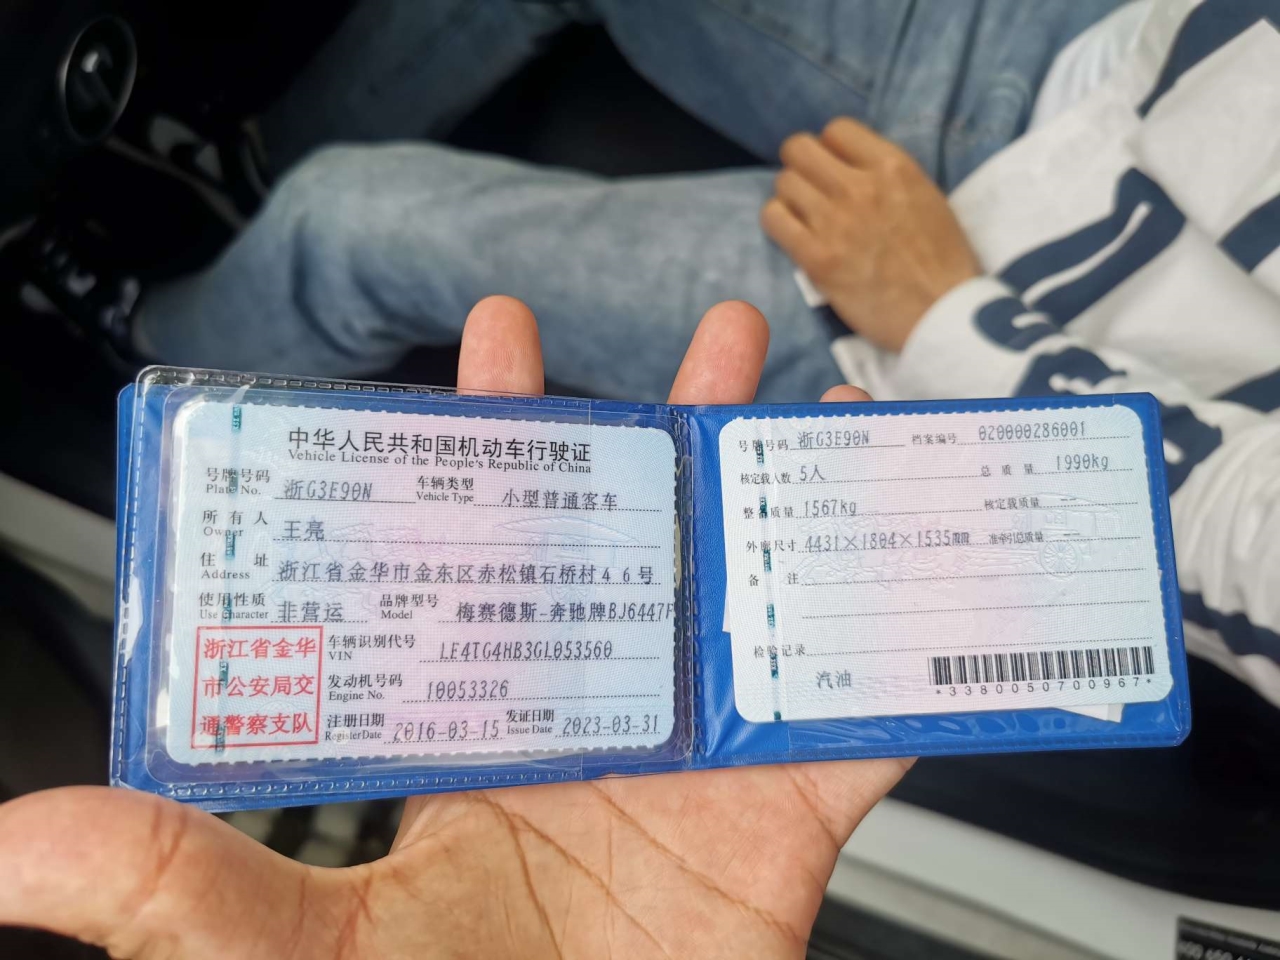 中华人民共和国机动车行驶证
Vehicle License of the People's Republic of China
号牌号码 浙G3E90N 车辆类型 小型普通客车
Plate No. Vehicle Type
所有人 王亮
Owner
住址 浙江省金华市金东区赤松镇石桥村46号
Address
使用性质 非营运 品牌型号 梅赛德斯-奔驰牌BJ6447F
Use Character Model
浙江省金华
市公安局交
通警察支队
车辆识别代号 LE4TG4HB3GL053560
VIN
发动机号码 10053326
Engine No.
注册日期 2016-03-15 发证日期 2023-03-31
Register Date Issue Date
号牌号码 浙G3E90N 档案编号 020000286001
核定载人数 5人 总质量 1990kg
整备质量 1567kg 核定载质量 --
外廓尺寸 4431×1804×1535mm 准牵引总质量 --
备注
检验记录
汽油
*3380050700967*